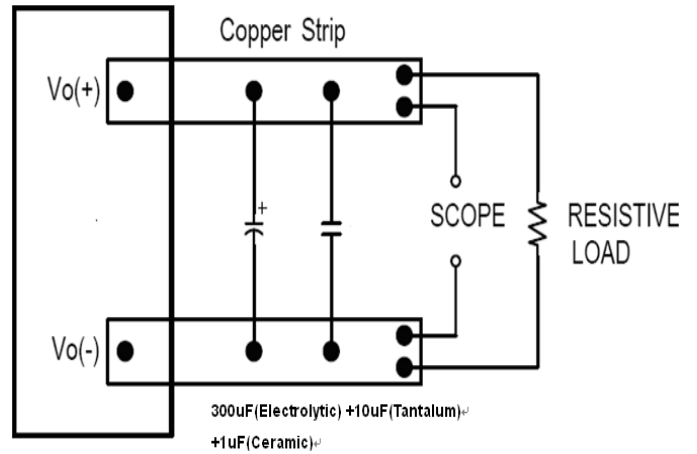 Copper Strip
Vo(+)
+
SCOPE
RESISTIVE
LOAD
Vo(-)
300uF(Electrolytic) +10uF(Tantalum)↵
+1uF(Ceramic)↵